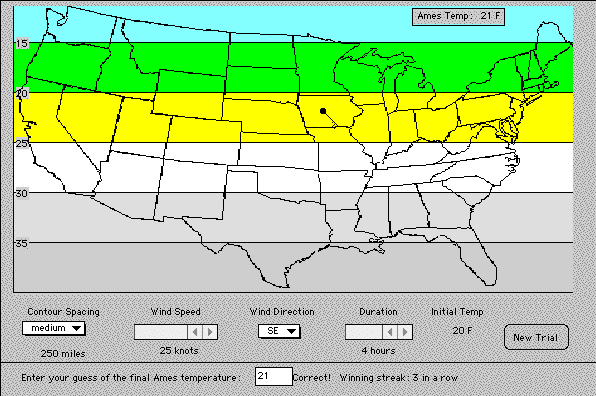 Ames Temp: 21 F
15
20
25
30
35
Contour Spacing Wind Speed Wind Direction Duration Initial Temp
medium SE 20 F
New Trial
250 miles 25 knots 4 hours
Enter your guess of the final Ames temperature: 21 Correct! Winning streak: 3 in a row